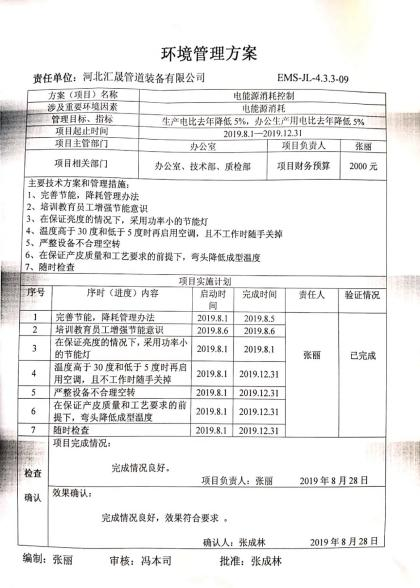 环境管理方案
责任单位：河北汇晟管道装备有限公司 EMS-JL-4.3.3-09
方案（项目）名称 电能源消耗控制
涉及重要环境因素 电能源消耗
管理目标、指标 生产电比去年降低 5%，办公生产用电比去年降低 5%
项目起止时间 2019.8.1—2019.12.31
项目主管部门 办公室 项目负责人 张丽
项目相关部门 办公室、技术部、质检部 项目财务预算 2000 元
主要技术方案和管理措施：
1、完善节能，降耗管理办法
2、培训教育员工增强节能意识
3、在保证亮度的情况下，采用功率小的节能灯
4、温度高于 30 度和低于 5 度时再启用空调，且不工作时随手关掉
5、严整设备不合理空转
6、在保证产皮质量和工艺要求的前提下，弯头降低成型温度
7、随时检查
项目实施计划
序号 序时（进度）内容 启动时间 完成时间 责任人 验证情况
1 完善节能，降耗管理办法 2019.8.1 2019.8.5
2 培训教育员工增强节能意识 2019.8.6 2019.8.6
3 在保证亮度的情况下，采用功率小的节能灯 2019.8.1 2019.8.1 张丽 已完成
4 温度高于 30 度和低于 5 度时再启用空调，且不工作时随手关掉 2019.8.1 2019.12.31
5 严整设备不合理空转 2019.8.1 2019.12.31
6 在保证产皮质量和工艺要求的前提下，弯头降低成型温度 2019.8.1 2019.12.31
7 随时检查 2019.8.1 2019.12.31
检查确认
项目完成情况：
完成情况良好。
项目负责人：张丽 2019 年 8 月 28 日
效果确认：
完成情况良好，效果符合要求 。
确认人：张成林 2019 年 8 月 28 日
编制：张丽 审核：冯本司 批准：张成林